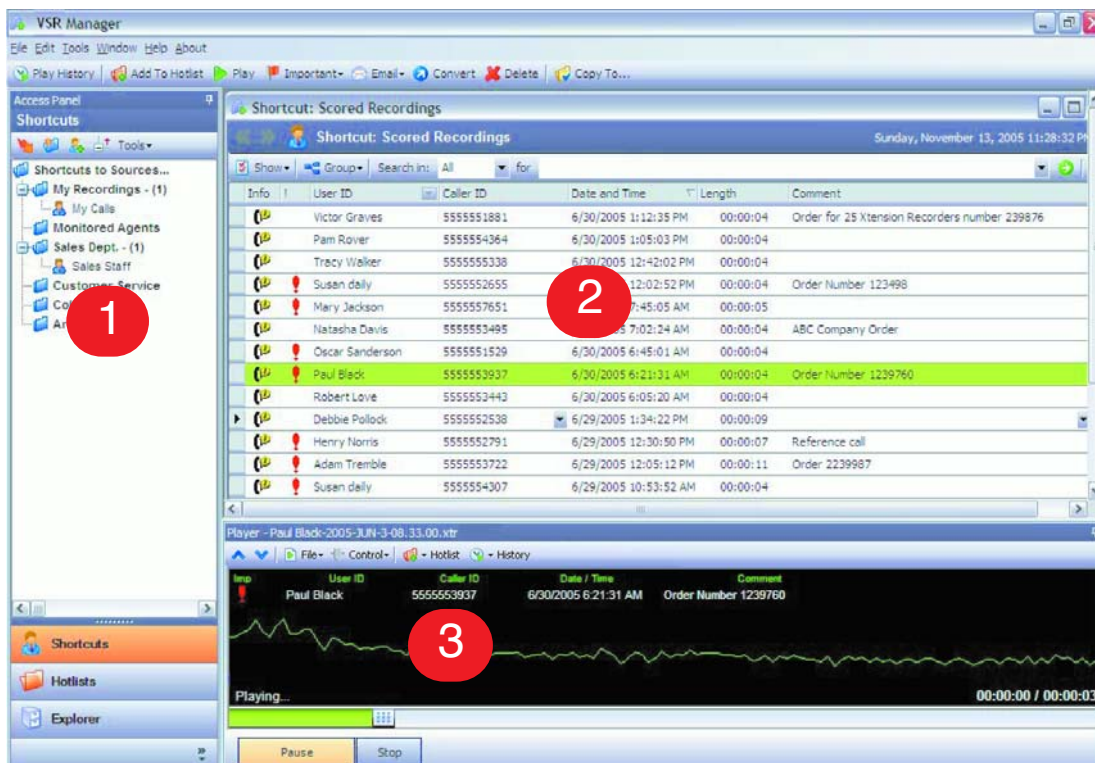 VSR Manager
File Edit Tools Window Help About
Play History Add To Hotlist Play Important Email Convert Delete Copy To...
Access Panel
Shortcuts
Tools
Shortcuts to Sources...
My Recordings - (1)
My Calls
Monitored Agents
Sales Dept. - (1)
Sales Staff
Customer Service
1
Shortcuts
Hotlists
Explorer
Shortcut: Scored Recordings
Shortcut: Scored Recordings Sunday, November 13, 2005 11:28:32 PM
Show Group Search in: All for
Info ! User ID Caller ID Date and Time Length Comment
Victor Graves 5555551881 6/30/2005 1:12:35 PM 00:00:04 Order for 25 Xtension Recorders number 239876
Pam Rover 5555554364 6/30/2005 1:05:03 PM 00:00:04
Tracy Walker 5555555338 6/30/2005 12:42:02 PM 00:00:04
Susan daily 5555552655 12:02:52 PM 00:00:04 Order Number 123498
Mary Jackson 5555557651 7:45:05 AM 00:00:05
Natasha Davis 5555553495 7:02:24 AM 00:00:04 ABC Company Order
Oscar Sanderson 5555551529 6/30/2005 6:45:01 AM 00:00:04
Paul Black 5555553937 6/30/2005 6:21:31 AM 00:00:04 Order Number 1239760
Robert Love 5555553443 6/30/2005 6:05:20 AM 00:00:04
Debbie Pollock 5555552538 6/29/2005 1:34:22 PM 00:00:09
Henry Norris 5555552791 6/29/2005 12:30:50 PM 00:00:07 Reference call
Adam Tremble 5555553722 6/29/2005 12:05:12 PM 00:00:11 Order 2239987
Susan daily 5555554307 6/29/2005 10:53:52 AM 00:00:04
2
Player - Paul Black-2005-JUN-3-08.33.00.xtr
File Control - Hotlist - History
Imp User ID Caller ID Date / Time Comment
Paul Black 5555553937 6/30/2005 6:21:31 AM Order Number 1239760
3
Playing... 00:00:00 / 00:00:03
Pause Stop